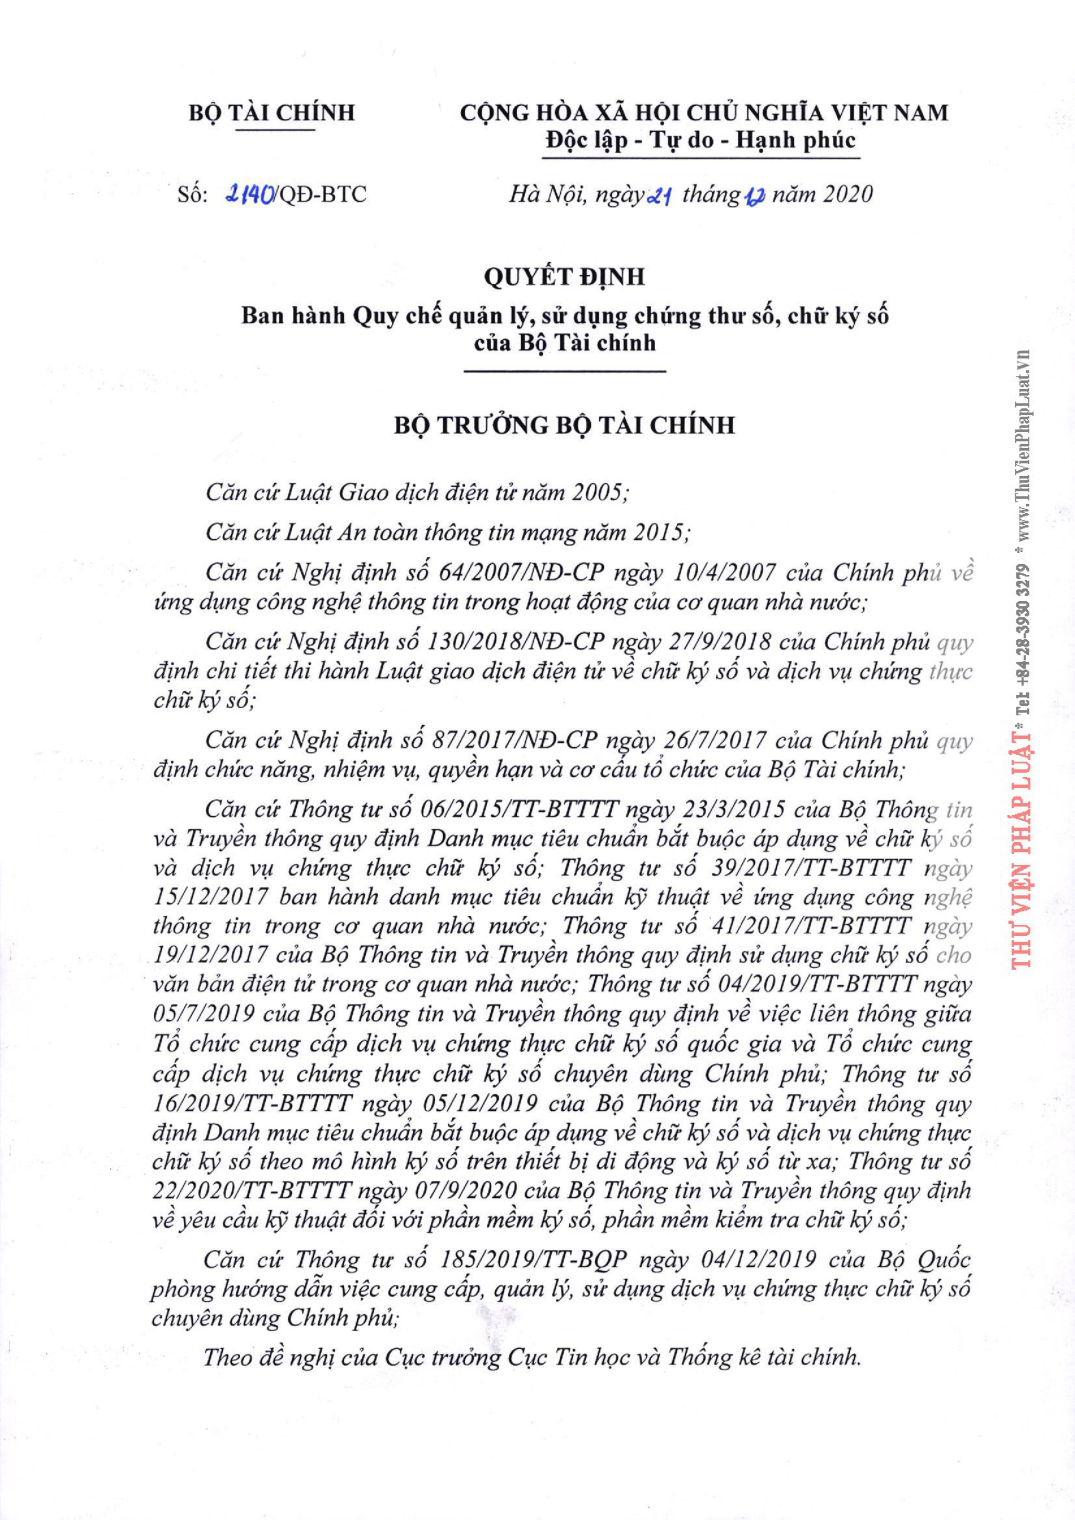 BỘ TÀI CHÍNH
CỘNG HÒA XÃ HỘI CHỦ NGHĨA VIỆT NAM
Độc lập - Tự do - Hạnh phúc
Số: 2140/QĐ-BTC
Hà Nội, ngày 21 tháng 12 năm 2020
QUYẾT ĐỊNH
Ban hành Quy chế quản lý, sử dụng chứng thư số, chữ ký số
của Bộ Tài chính
BỘ TRƯỞNG BỘ TÀI CHÍNH
Căn cứ Luật Giao dịch điện tử năm 2005;
Căn cứ Luật An toàn thông tin mạng năm 2015;
Căn cứ Nghị định số 64/2007/NĐ-CP ngày 10/4/2007 của Chính phủ về
ứng dụng công nghệ thông tin trong hoạt động của cơ quan nhà nước;
Căn cứ Nghị định số 130/2018/NĐ-CP ngày 27/9/2018 của Chính phủ quy
định chi tiết thi hành Luật giao dịch điện tử về chữ ký số và dịch vụ chứng thực
chữ ký số;
Căn cứ Nghị định số 87/2017/NĐ-CP ngày 26/7/2017 của Chính phủ quy
định chức năng, nhiệm vụ, quyền hạn và cơ cấu tổ chức của Bộ Tài chính;
Căn cứ Thông tư số 06/2015/TT-BTTTT ngày 23/3/2015 của Bộ Thông tin
và Truyền thông quy định Danh mục tiêu chuẩn bắt buộc áp dụng về chữ ký số
và dịch vụ chứng thực chữ ký số; Thông tư số 39/2017/TT-BTTTT ngày
15/12/2017 ban hành danh mục tiêu chuẩn kỹ thuật về ứng dụng công nghệ
thông tin trong cơ quan nhà nước; Thông tư số 41/2017/TT-BTTTT ngày
19/12/2017 của Bộ Thông tin và Truyền thông quy định sử dụng chữ ký số cho
văn bản điện tử trong cơ quan nhà nước; Thông tư số 04/2019/TT-BTTTT ngày
05/7/2019 của Bộ Thông tin và Truyền thông quy định về việc liên thông giữa
Tổ chức cung cấp dịch vụ chứng thực chữ ký số quốc gia và Tổ chức cung
cấp dịch vụ chứng thực chữ ký số chuyên dùng Chính phủ; Thông tư số
16/2019/TT-BTTTT ngày 05/12/2019 của Bộ Thông tin và Truyền thông quy
định Danh mục tiêu chuẩn bắt buộc áp dụng về chữ ký số và dịch vụ chứng thực
chữ ký số theo mô hình ký số trên thiết bị di động và ký số từ xa; Thông tư số
22/2020/TT-BTTTT ngày 07/9/2020 của Bộ Thông tin và Truyền thông quy định
về yêu cầu kỹ thuật đối với phần mềm ký số, phần mềm kiểm tra chữ ký số;
Căn cứ Thông tư số 185/2019/TT-BQP ngày 04/12/2019 của Bộ Quốc
phòng hướng dẫn việc cung cấp, quản lý, sử dụng dịch vụ chứng thực chữ ký số
chuyên dùng Chính phủ;
Theo đề nghị của Cục trưởng Cục Tin học và Thống kê tài chính.
THƯ VIỆN PHÁP LUẬT * Tel: +84-28-3930 3279 * www.ThuVienPhapLuat.vn